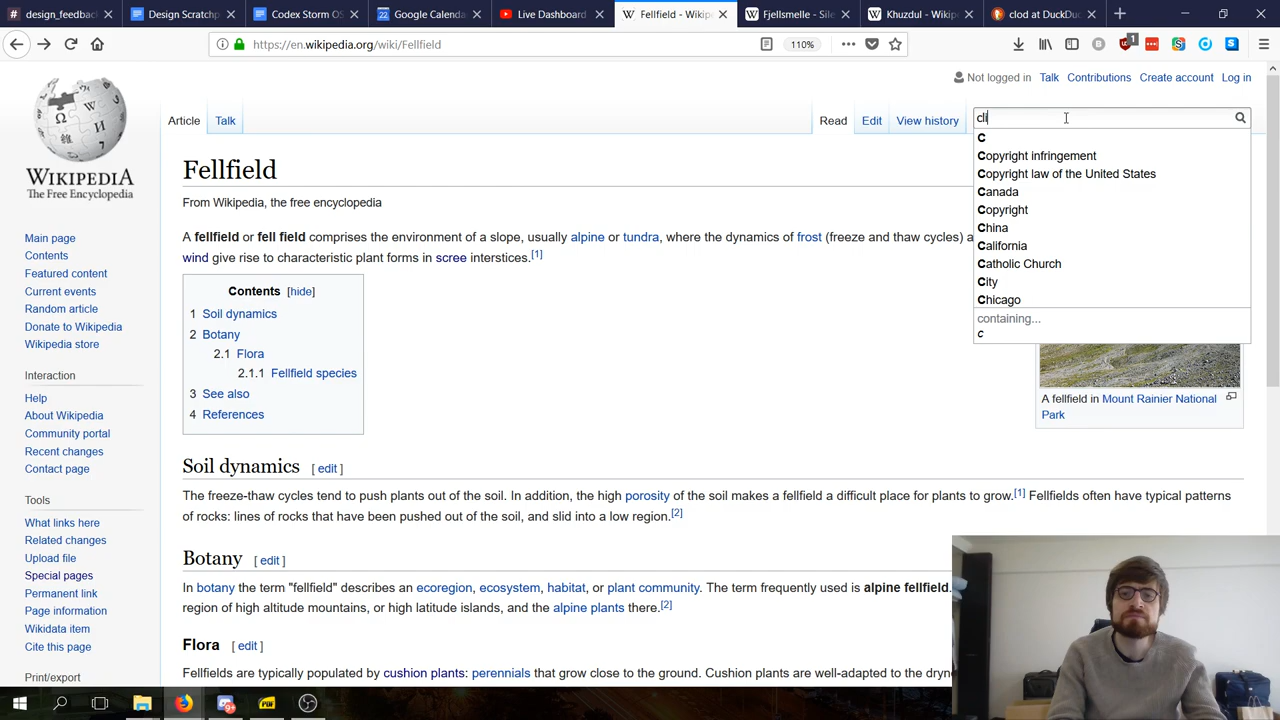 design_feedbac
Design Scratchp
Codex Storm OS
Google Calenda
Live Dashboard
Fellfield - Wikipe
Fjellsmelle - Sile
Khuzdul - Wikipe
clod at DuckDuc
https://en.wikipedia.org/wiki/Fellfield
110%
1
WIKIPEDIA
The Free Encyclopedia
Not logged in Talk Contributions Create account Log in
Article Talk
Read Edit View history
cli
C
Copyright infringement
Copyright law of the United States
Canada
Copyright
China
California
Catholic Church
City
Chicago
containing...
c
Main page
Contents
Featured content
Current events
Random article
Donate to Wikipedia
Wikipedia store
Interaction
Help
About Wikipedia
Community portal
Recent changes
Contact page
Tools
What links here
Related changes
Upload file
Special pages
Permanent link
Page information
Wikidata item
Cite this page
Print/export
Fellfield
From Wikipedia, the free encyclopedia
A fellfield or fell field comprises the environment of a slope, usually alpine or tundra, where the dynamics of frost (freeze and thaw cycles) a
wind give rise to characteristic plant forms in scree interstices.[1]
Contents [hide]
1 Soil dynamics
2 Botany
2.1 Flora
2.1.1 Fellfield species
3 See also
4 References
A fellfield in Mount Rainier National
Park
Soil dynamics [ edit ]
The freeze-thaw cycles tend to push plants out of the soil. In addition, the high porosity of the soil makes a fellfield a difficult place for plants to grow.[1] Fellfields often have typical patterns
of rocks: lines of rocks that have been pushed out of the soil, and slid into a low region.[2]
Botany [ edit ]
In botany the term "fellfield" describes an ecoregion, ecosystem, habitat, or plant community. The term frequently used is alpine fellfield.
region of high altitude mountains, or high latitude islands, and the alpine plants there.[2]
Flora [ edit ]
Fellfields are typically populated by cushion plants: perennials that grow close to the ground. Cushion plants are well-adapted to the dryne